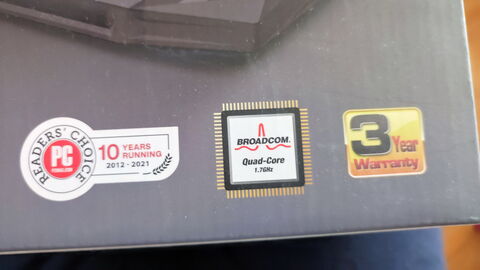 READERS' CHOICE
PC
10 YEARS
RUNNING
2012 - 2021
BROADCOM.
Quad-Core
1.7GHz
3 Year
Warranty